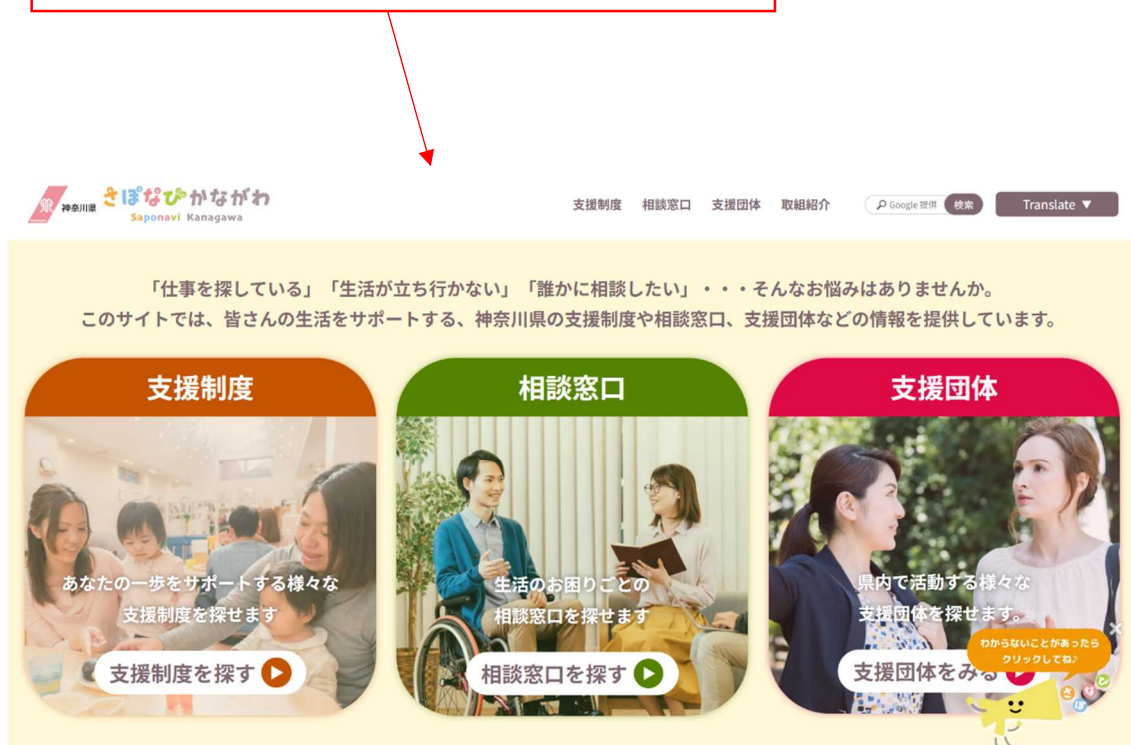 神奈川県
さぽなびかながわ
Saponavi Kanagawa
支援制度 相談窓口 支援団体 取組紹介
Google 提供 検索
Translate ▼
「仕事を探している」「生活が立ち行かない」「誰かに相談したい」・・・そんなお悩みはありませんか。
このサイトでは、皆さんの生活をサポートする、神奈川県の支援制度や相談窓口、支援団体などの情報を提供しています。
支援制度
あなたの一歩をサポートする様々な
支援制度を探せます
支援制度を探す
相談窓口
生活のお困りごとの
相談窓口を探せます
相談窓口を探す
支援団体
県内で活動する様々な
支援団体を探せます。
支援団体をみる
わからないことがあったら
クリックしてね♪
さぽなび